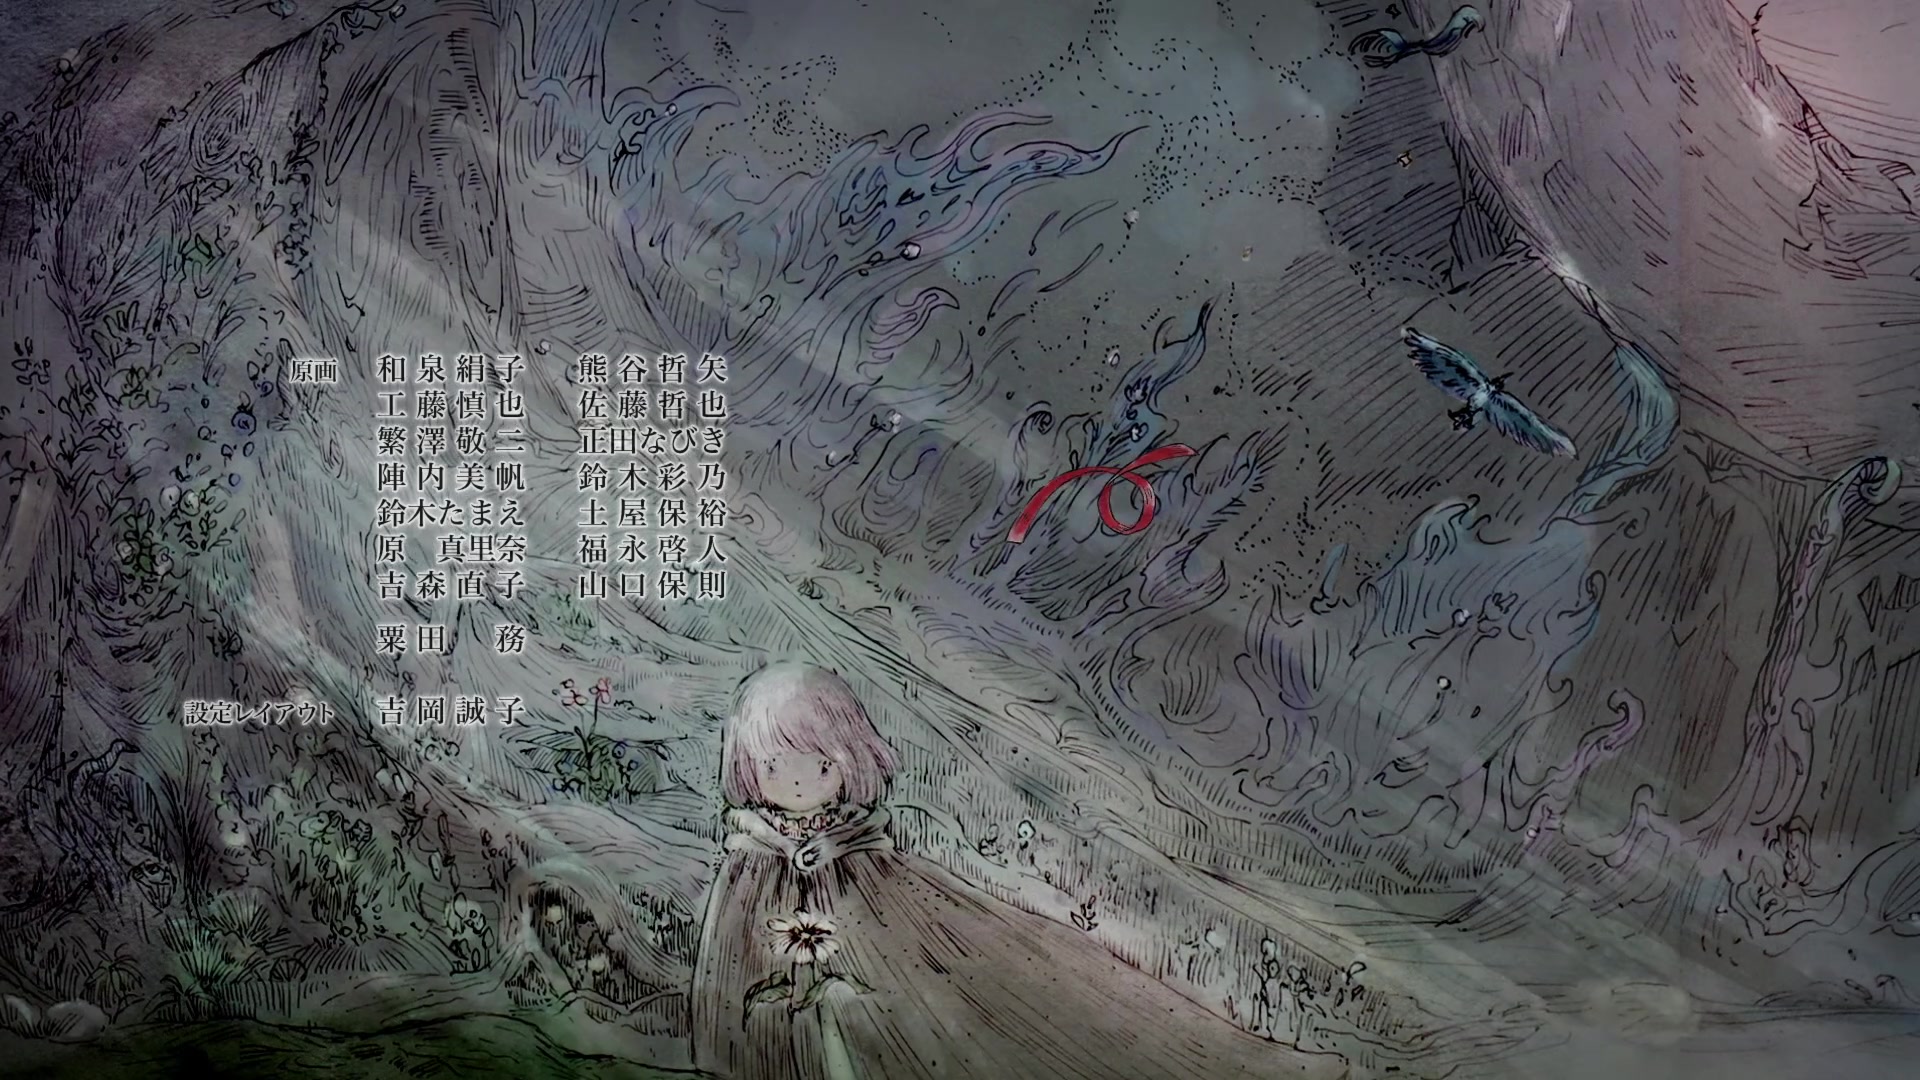 原画 和泉絹子 熊谷哲矢
工藤慎也 佐藤哲也
繁澤敬二 正田なびき
陣内美帆 鈴木彩乃
鈴木たまえ 土屋保裕
原 真里奈 福永啓人
吉森直子 山口保則
粟田 務
設定レイアウト 吉岡誠子